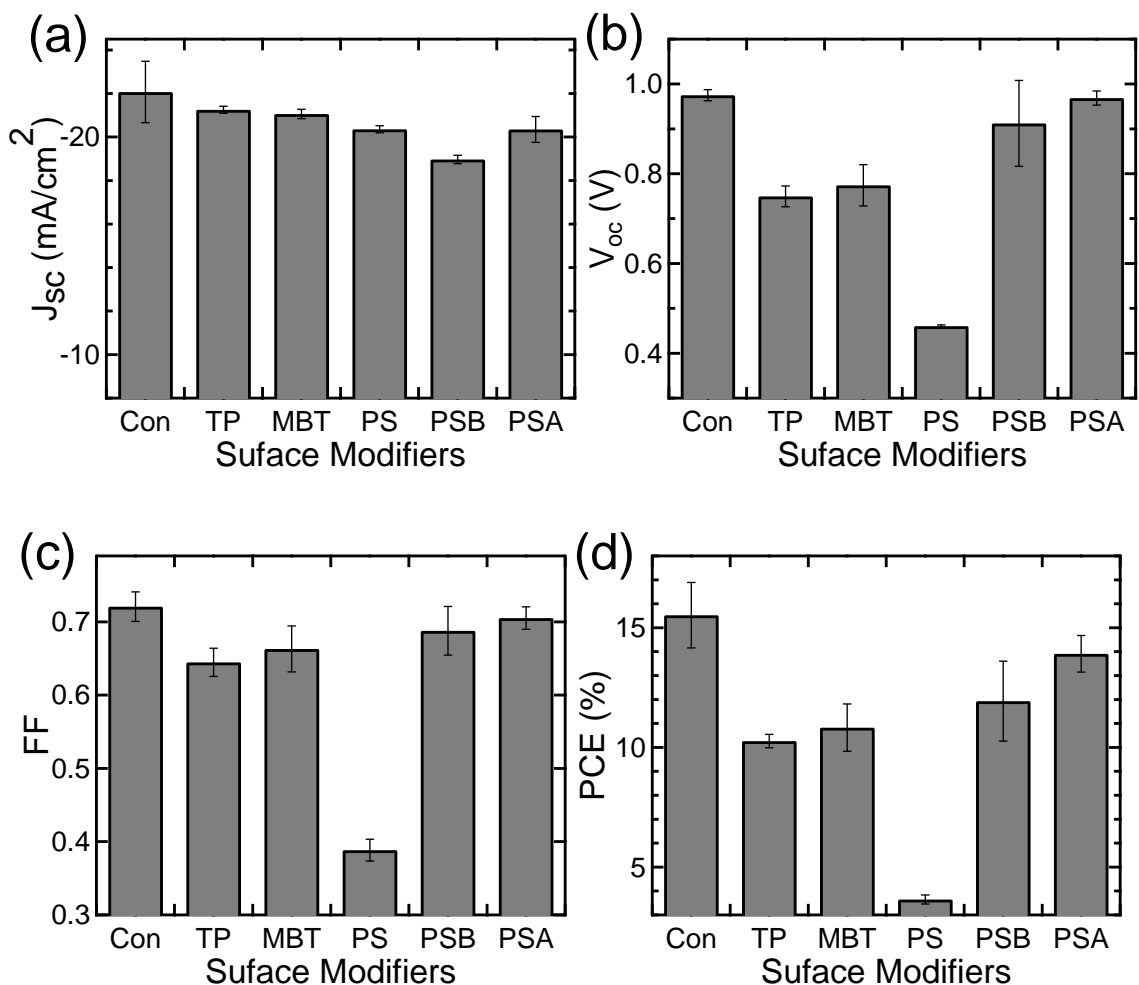 (a)
J_SC (mA/cm^2)
-20
-10
Con TP MBT PS PSB PSA
Suface Modifiers
(b)
V_oc (V)
1.0
0.8
0.6
0.4
Con TP MBT PS PSB PSA
Suface Modifiers
(c)
FF
0.7
0.6
0.5
0.4
0.3
Con TP MBT PS PSB PSA
Suface Modifiers
(d)
PCE (%)
15
10
5
Con TP MBT PS PSB PSA
Suface Modifiers